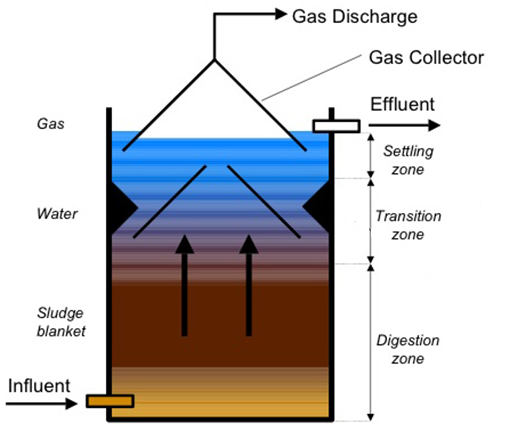 Gas Discharge
Gas Collector
Effluent
Gas
Settling
zone
Water
Transition
zone
Sludge
blanket
Digestion
zone
Influent